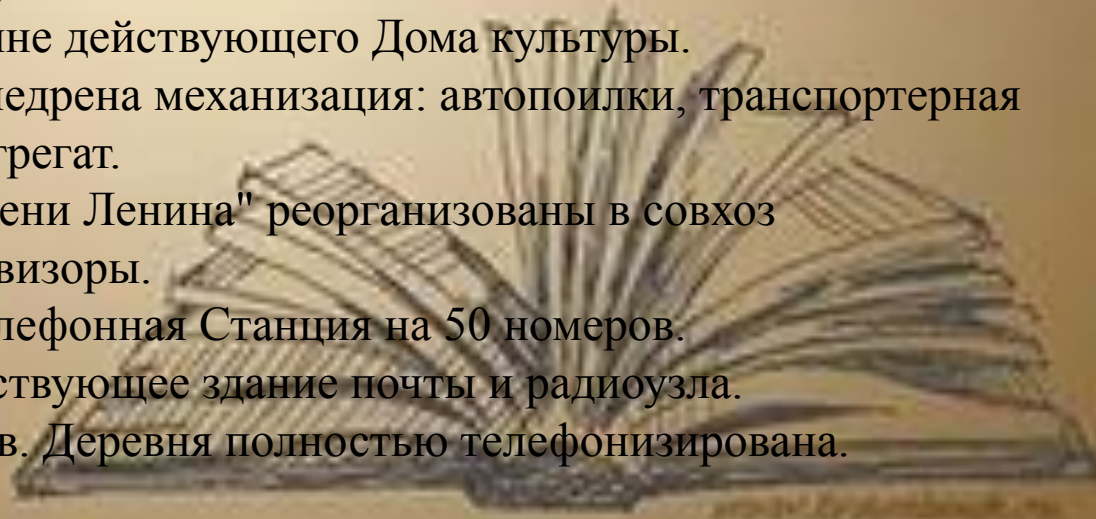 не действующего Дома культуры.
недрена механизация: автопоилки, транспортерная
грегат.
ени Ленина" реорганизованы в совхоз
визоры.
лефонная Станция на 50 номеров.
ствующее здание почты и радиоузла.
в. Деревня полностью телефонизирована.